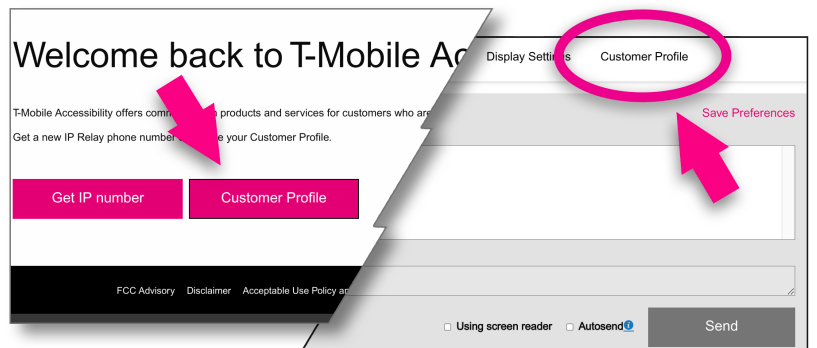 Welcome back to T-Mobile Ac
T-Mobile Accessibility offers comm products and services for customers who are
Get a new IP Relay phone number e your Customer Profile.
Get IP number
Customer Profile
FCC Advisory Disclaimer Acceptable Use Policy an
Display Settings Customer Profile
Save Preferences
Using screen reader Autosend
Send